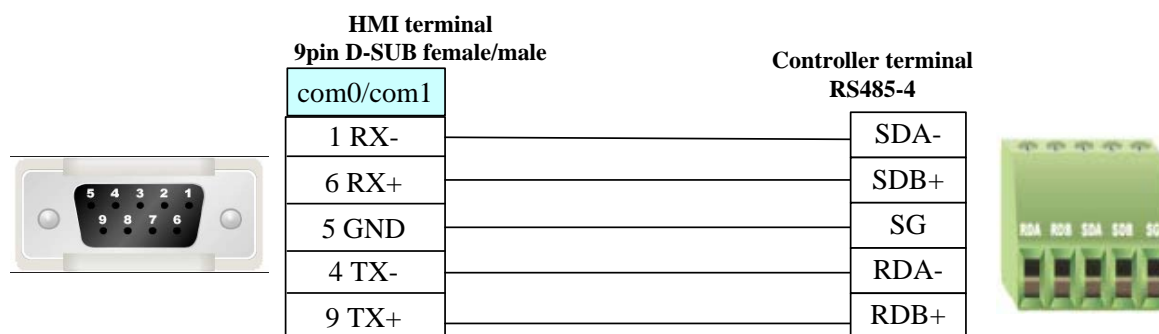 HMI terminal
9pin D-SUB female/male
Controller terminal
RS485-4
com0/com1
1 RX-
SDA-
6 RX+
SDB+
5 GND
SG
4 TX-
RDA-
9 TX+
RDB+
5 4 3 2 1
9 8 7 6
RDA RDB SDA SDB SG